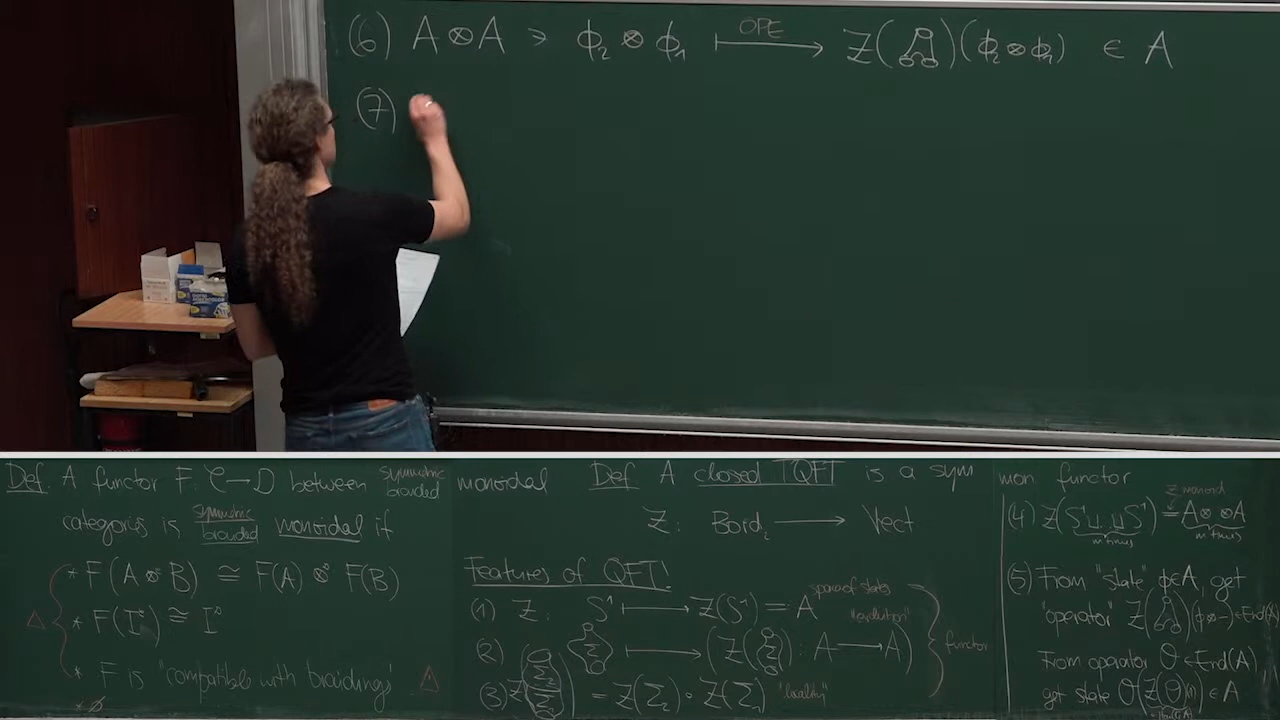 (6) A ⊗ A ∋ ϕ₂ ⊗ ϕ₁ ⟼ OPE Z( )(ϕ₂ ⊗ ϕ₁) ∈ A
(7)
Def. A functor F: C → D between symmetric braided monoidal
categories is symmetric braided monoidal if
* F(A ⊗ B) ≅ F(A) ⊗ F(B)
* F(I) ≅ I
* F is "compatible with braidings"
Def A closed TQFT is a sym mon. functor
Z: Bord₂ → Vect
Features of QFT!
(1) Z: S¹ ⟼ Z(S¹) = A space of states
(2) Σ ⟼ (Z(Σ): A → A) "evolution"
(3) Z( ) = Z(Σ₂) ∘ Z(Σ₁) "locality"
functor
(4) Z(S¹⊔..⊔S¹) = A⊗..⊗A
Z monoid
m times m times
(5) From "state" ϕ∈A, get
"operator" Z( )(ϕ⊗-) ∈ End(A)
From operator O ∈ End(A)
get state ∈ A